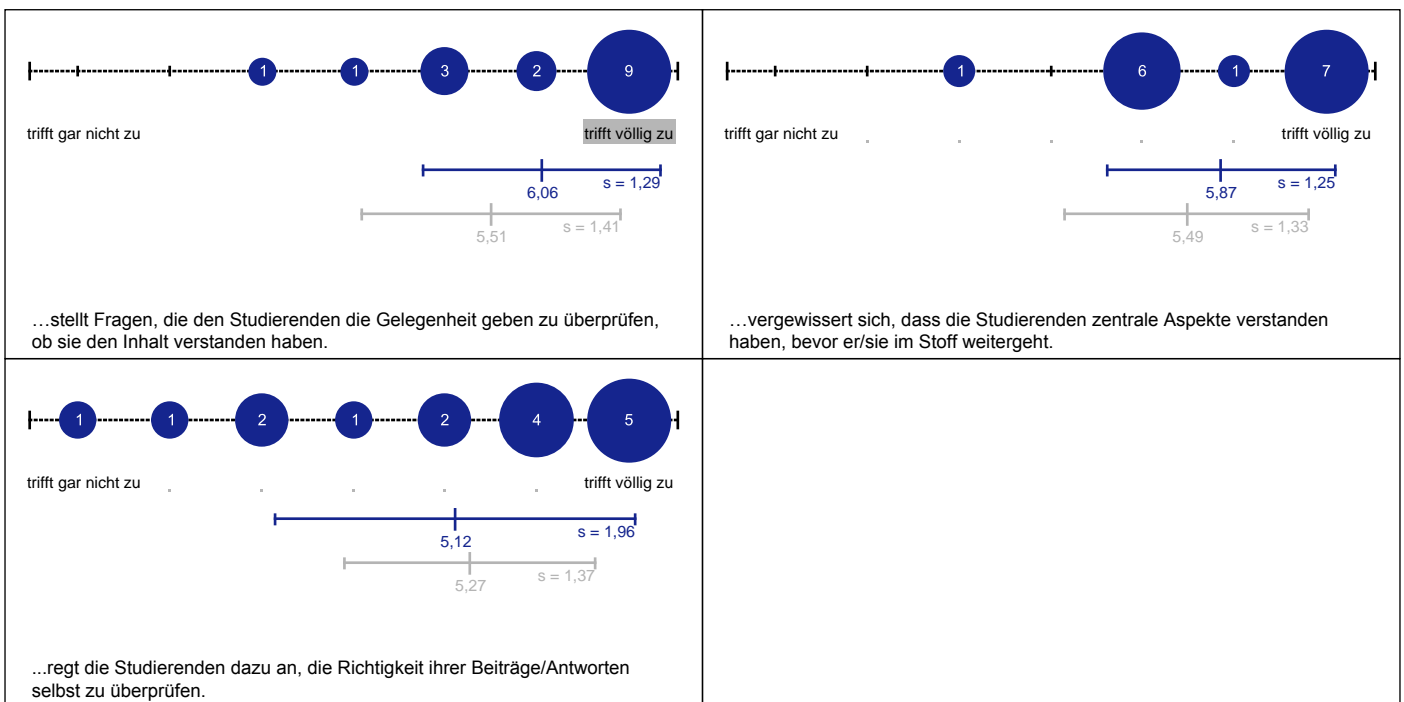 1 1 3 2 9
trifft gar nicht zu trifft völlig zu
6,06 s = 1,29
5,51 s = 1,41
…stellt Fragen, die den Studierenden die Gelegenheit geben zu überprüfen,
ob sie den Inhalt verstanden haben.
1 6 1 7
trifft gar nicht zu . . . . . trifft völlig zu
5,87 s = 1,25
5,49 s = 1,33
…vergewissert sich, dass die Studierenden zentrale Aspekte verstanden
haben, bevor er/sie im Stoff weitergeht.
1 1 2 1 2 4 5
trifft gar nicht zu . . . . . trifft völlig zu
5,12 s = 1,96
5,27 s = 1,37
...regt die Studierenden dazu an, die Richtigkeit ihrer Beiträge/Antworten
selbst zu überprüfen.